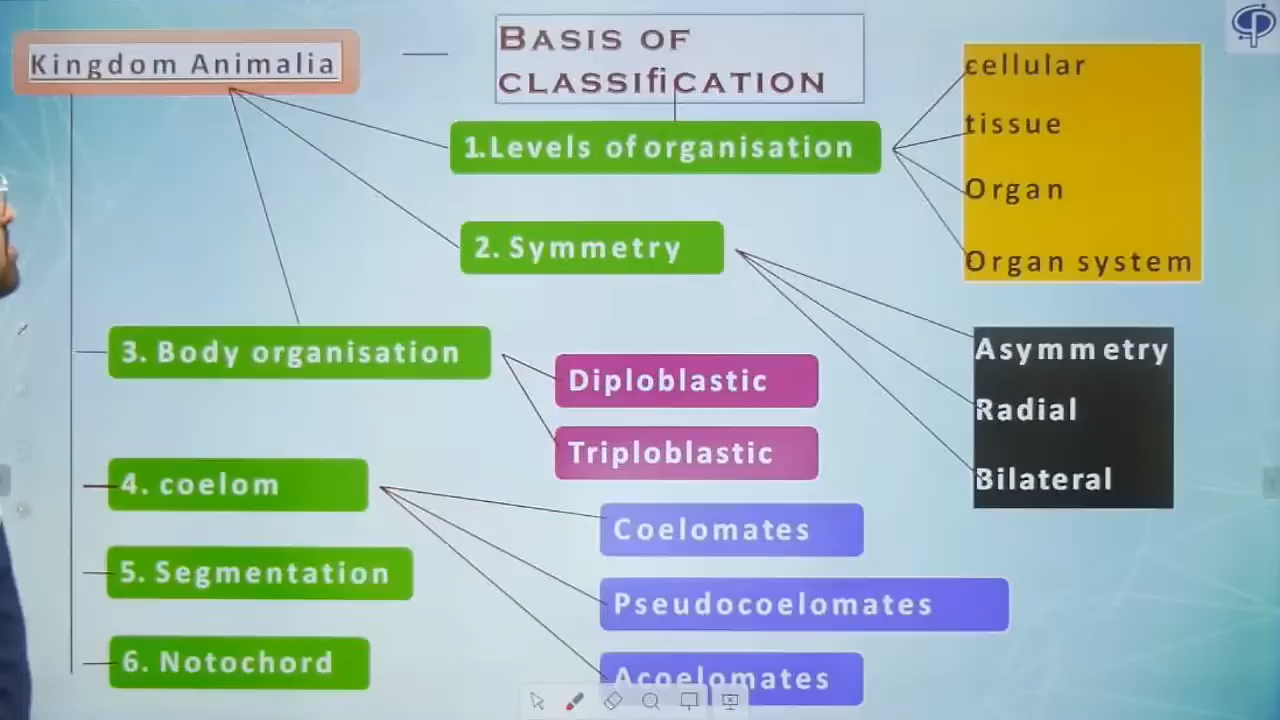 Kingdom Animalia
BASIS OF
CLASSIfiCATION
1.Levels of organisation
cellular
tissue
Organ
Organ system
2. Symmetry
Asymmetry
Radial
Bilateral
3. Body organisation
Diploblastic
Triploblastic
4. coelom
Coelomates
Pseudocoelomates
Acoelomates
5. Segmentation
6. Notochord